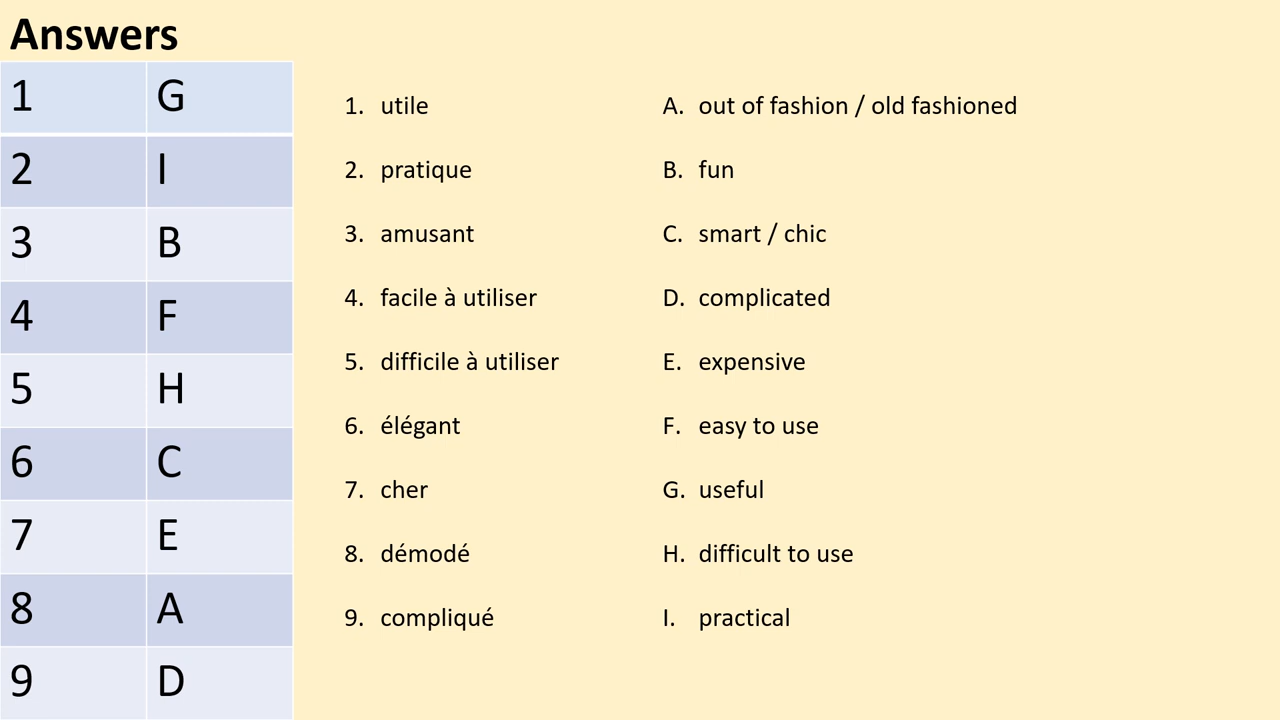 Answers
1 G
2 I
3 B
4 F
5 H
6 C
7 E
8 A
9 D
1. utile
2. pratique
3. amusant
4. facile à utiliser
5. difficile à utiliser
6. élégant
7. cher
8. démodé
9. compliqué
A. out of fashion / old fashioned
B. fun
C. smart / chic
D. complicated
E. expensive
F. easy to use
G. useful
H. difficult to use
I. practical